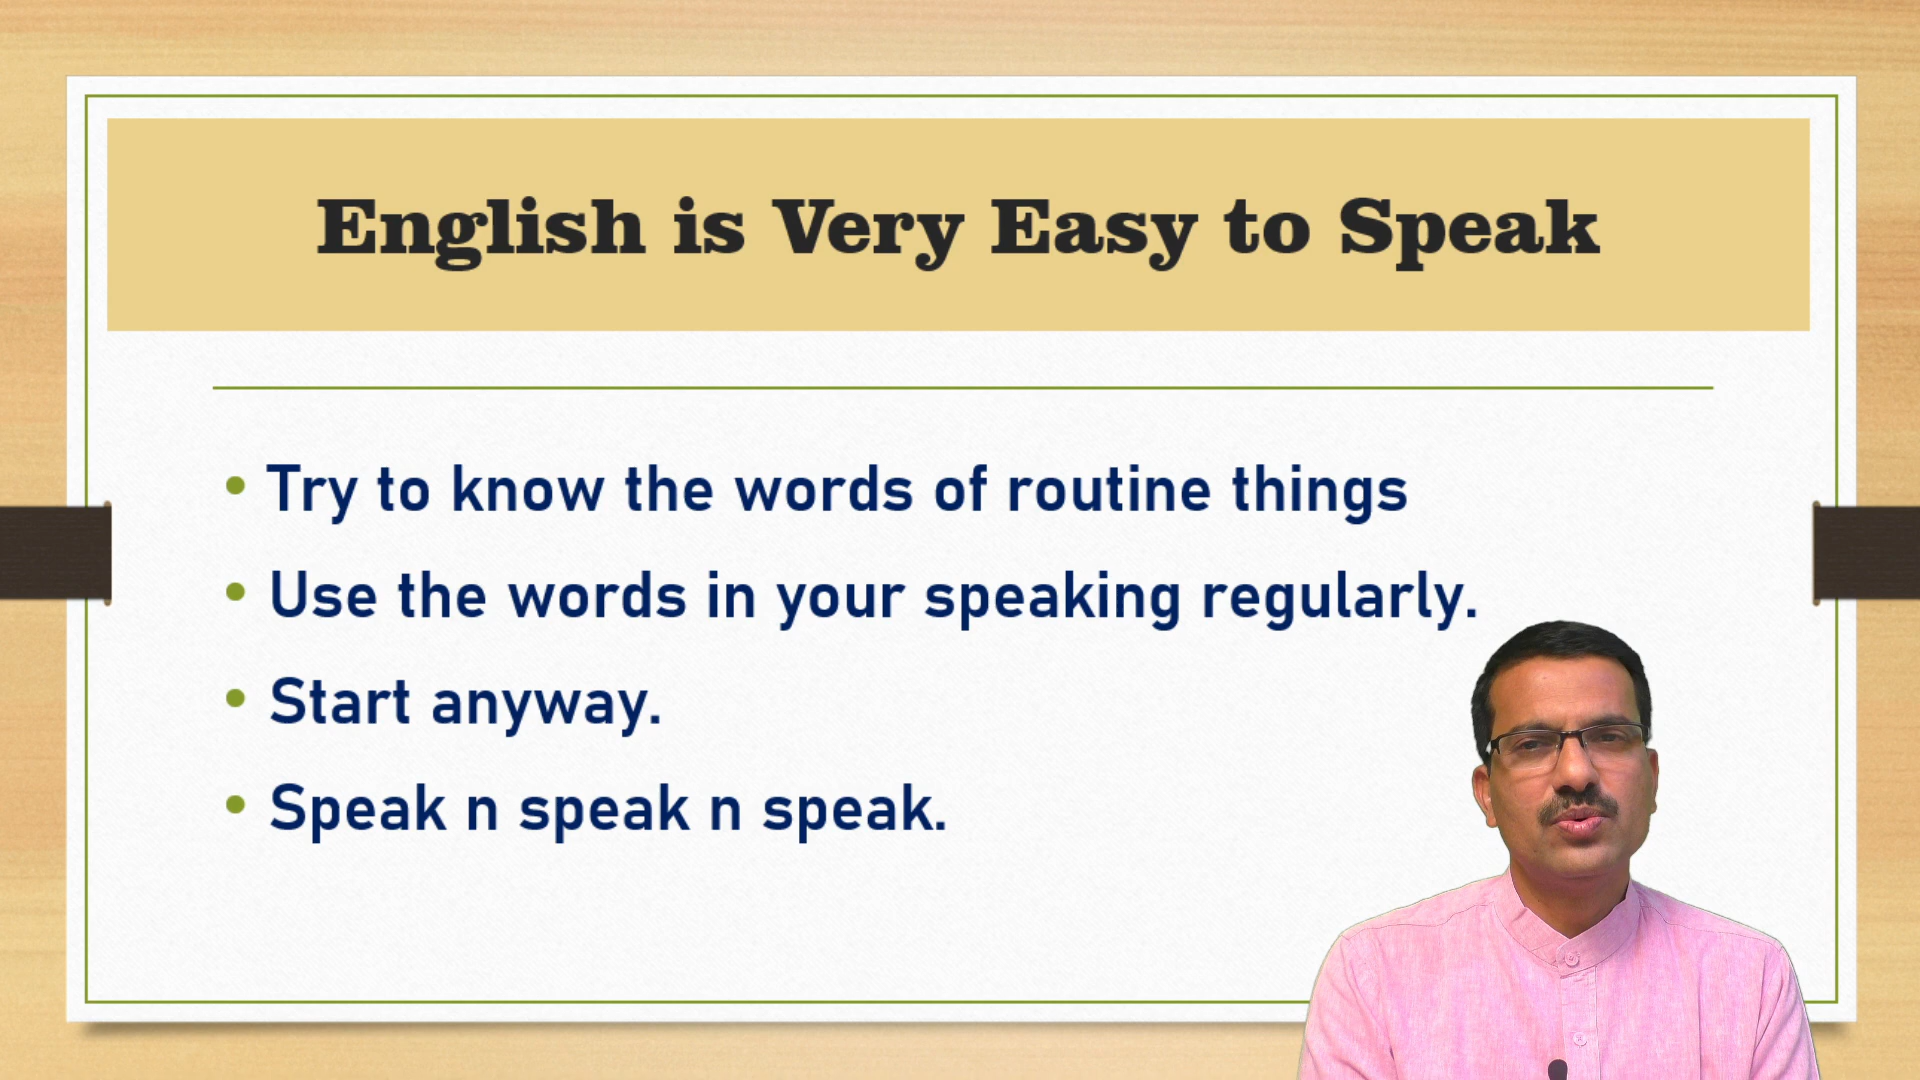 English is Very Easy to Speak
• Try to know the words of routine things
• Use the words in your speaking regularly.
• Start anyway.
• Speak n speak n speak.